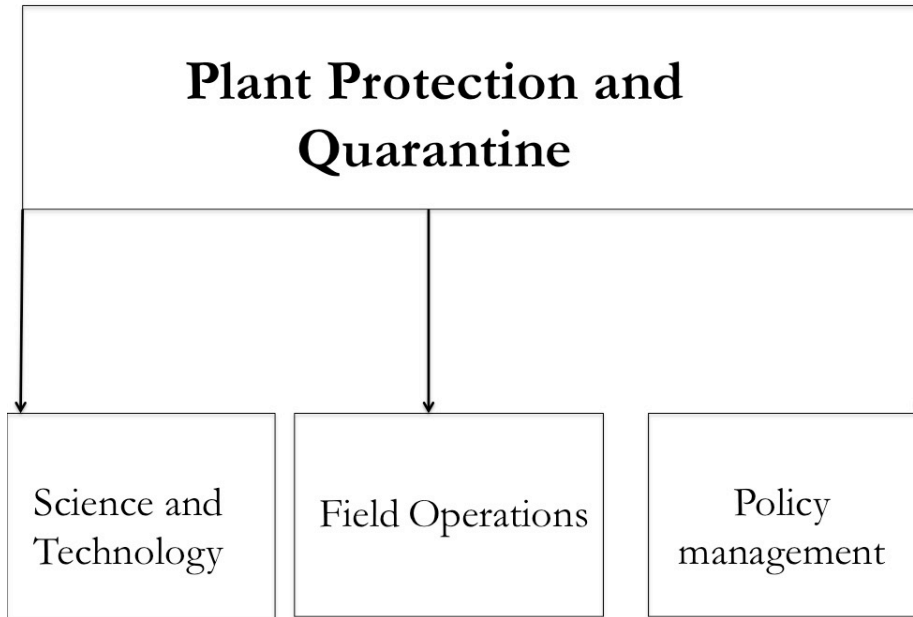 Plant Protection and
Quarantine
Science and
Technology
Field Operations
Policy
management